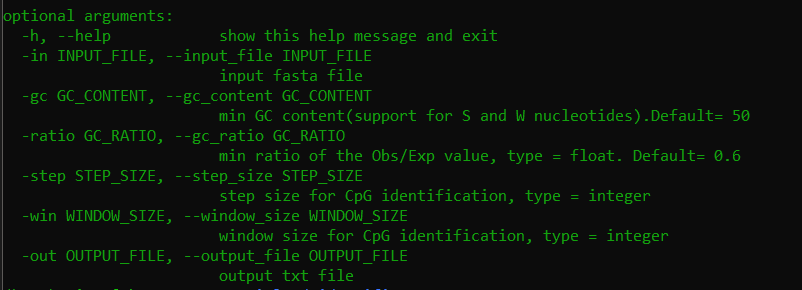 optional arguments:
-h, --help show this help message and exit
-in INPUT_FILE, --input_file INPUT_FILE
input fasta file
-gc GC_CONTENT, --gc_content GC_CONTENT
min GC content(support for S and W nucleotides).Default= 50
-ratio GC_RATIO, --gc_ratio GC_RATIO
min ratio of the Obs/Exp value, type = float. Default= 0.6
-step STEP_SIZE, --step_size STEP_SIZE
step size for CpG identification, type = integer
-win WINDOW_SIZE, --window_size WINDOW_SIZE
window size for CpG identification, type = integer
-out OUTPUT_FILE, --output_file OUTPUT_FILE
output txt file